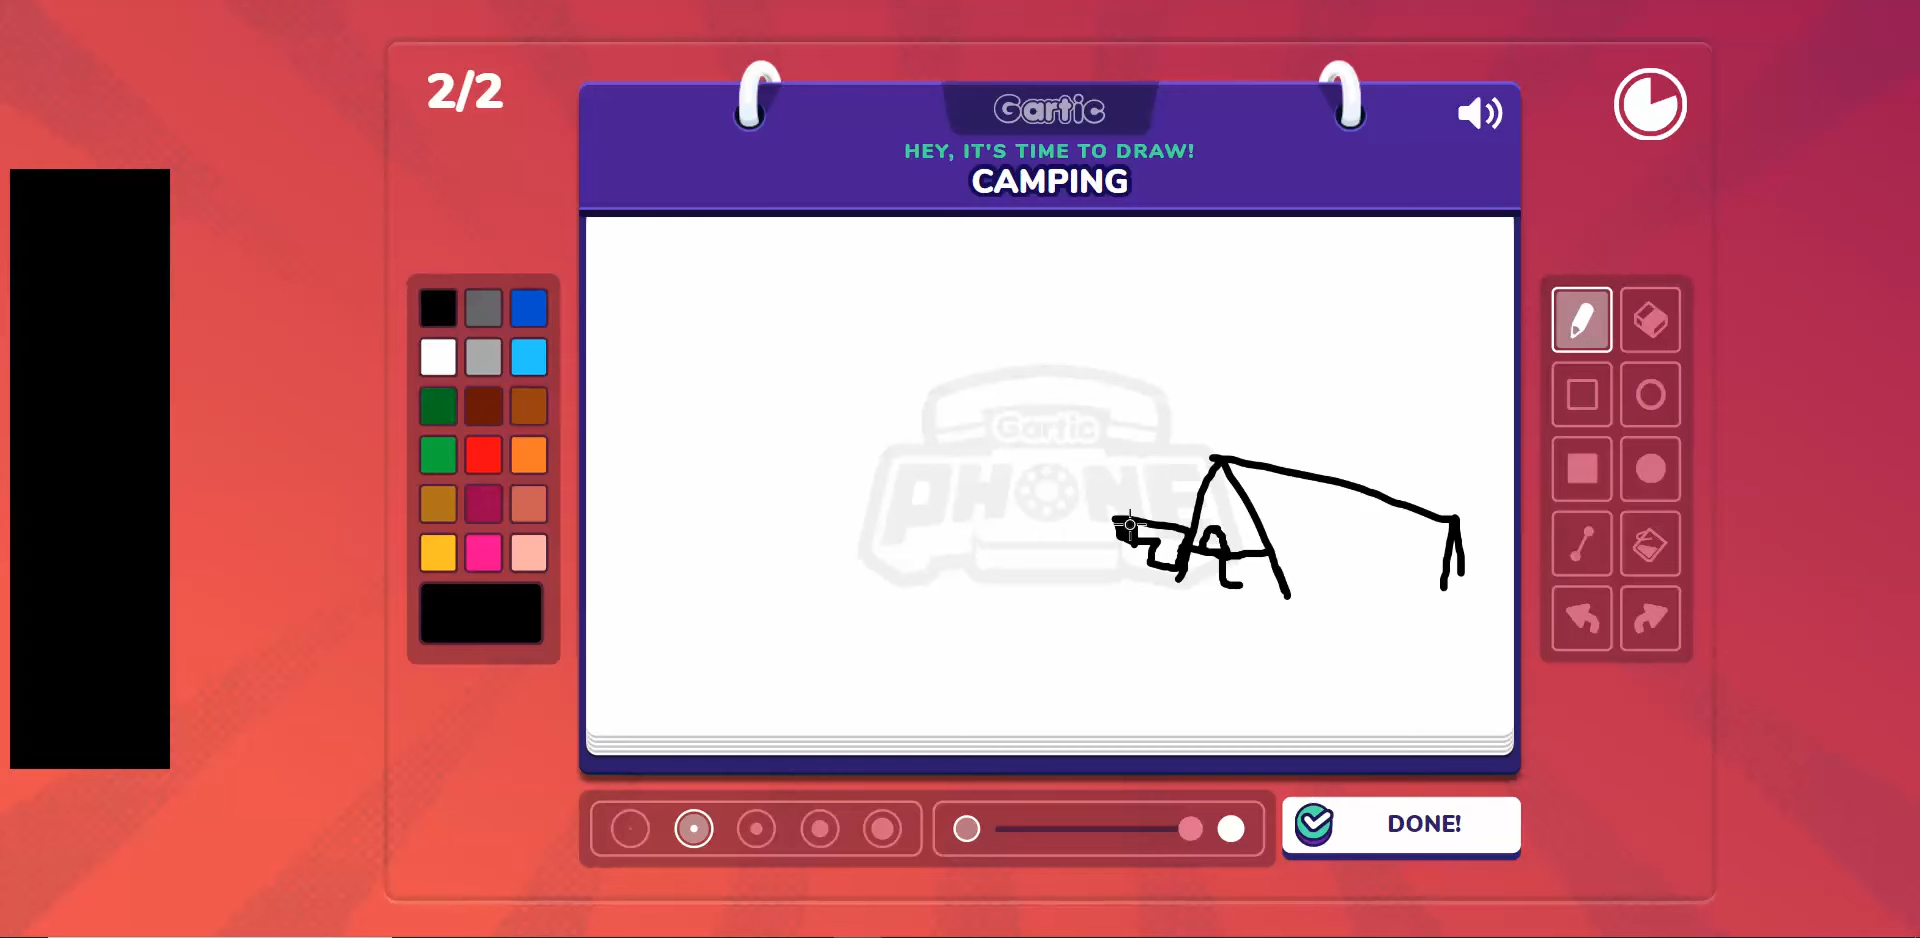 2/2
Gartic
HEY, IT'S TIME TO DRAW!
CAMPING
Gartic
PHONE
DONE!